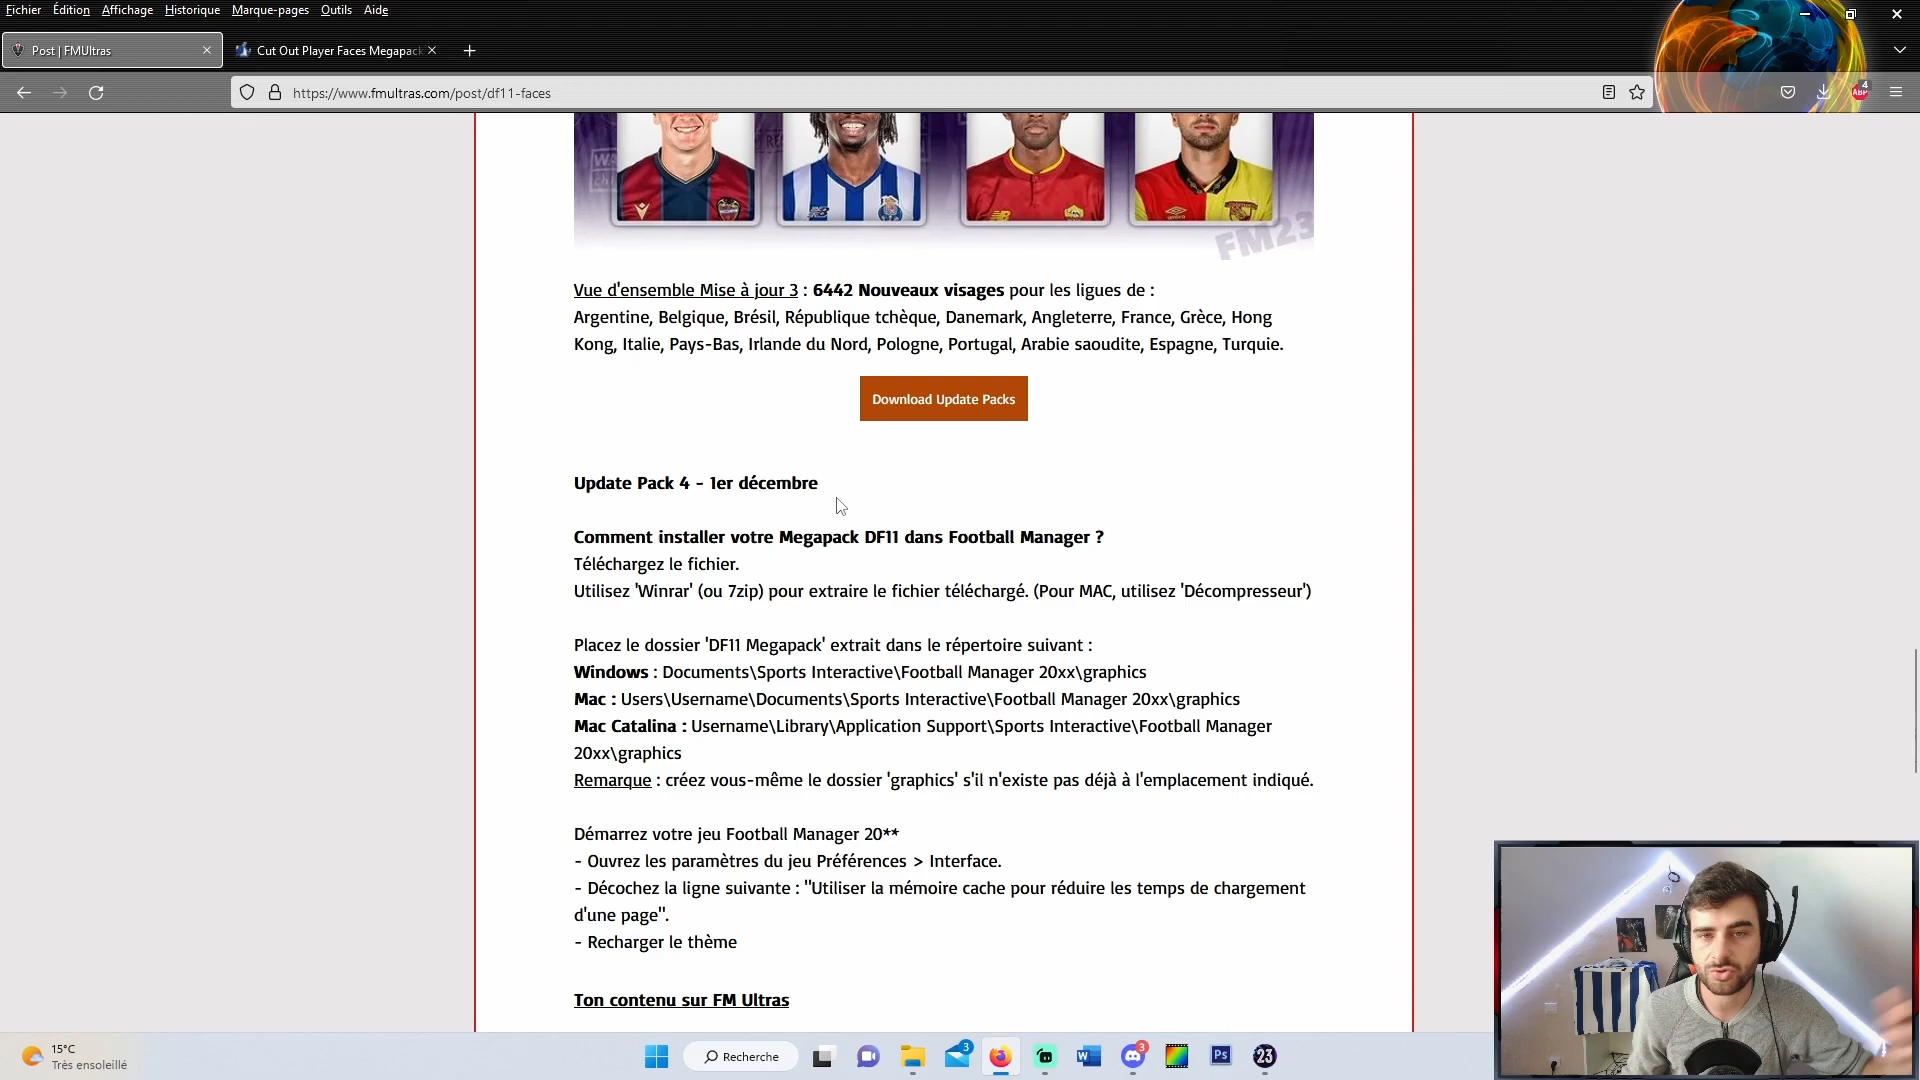 Fichier Édition Affichage Historique Marque-pages Outils Aide
Post | FMUltras
Cut Out Player Faces Megapack
https://www.fmultras.com/post/df11-faces
4
ABP
FM23
Vue d'ensemble Mise à jour 3 : 6442 Nouveaux visages pour les ligues de :
Argentine, Belgique, Brésil, République tchèque, Danemark, Angleterre, France, Grèce, Hong
Kong, Italie, Pays-Bas, Irlande du Nord, Pologne, Portugal, Arabie saoudite, Espagne, Turquie.
Download Update Packs
Update Pack 4 - 1er décembre
Comment installer votre Megapack DF11 dans Football Manager ?
Téléchargez le fichier.
Utilisez 'Winrar' (ou 7zip) pour extraire le fichier téléchargé. (Pour MAC, utilisez 'Décompresseur')
Placez le dossier 'DF11 Megapack' extrait dans le répertoire suivant :
Windows : Documents\Sports Interactive\Football Manager 20xx\graphics
Mac : Users\Username\Documents\Sports Interactive\Football Manager 20xx\graphics
Mac Catalina : Username\Library\Application Support\Sports Interactive\Football Manager
20xx\graphics
Remarque : créez vous-même le dossier 'graphics' s'il n'existe pas déjà à l'emplacement indiqué.
Démarrez votre jeu Football Manager 20**
- Ouvrez les paramètres du jeu Préférences > Interface.
- Décochez la ligne suivante : "Utiliser la mémoire cache pour réduire les temps de chargement
d'une page".
- Recharger le thème
Ton contenu sur FM Ultras
15°C
Très ensoleillé
Recherche
3
W
3
Ps
23